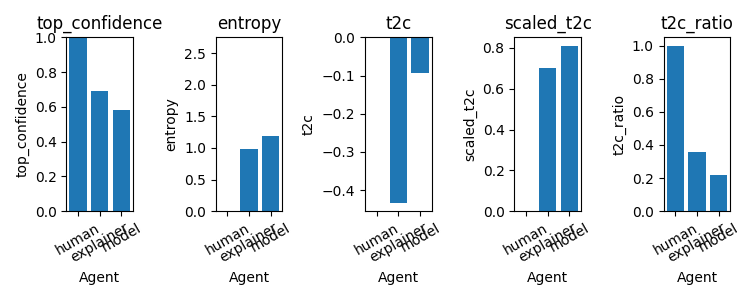 top_confidence
entropy
t2c
scaled_t2c
t2c_ratio
top_confidence
1.0
0.8
0.6
0.4
0.2
0.0
human
explainer
model
Agent
entropy
2.5
2.0
1.5
1.0
0.5
0.0
human
explainer
model
Agent
t2c
0.0
−0.1
−0.2
−0.3
−0.4
human
explainer
model
Agent
scaled_t2c
0.8
0.6
0.4
0.2
0.0
human
explainer
model
Agent
t2c_ratio
1.0
0.8
0.6
0.4
0.2
0.0
human
explainer
model
Agent